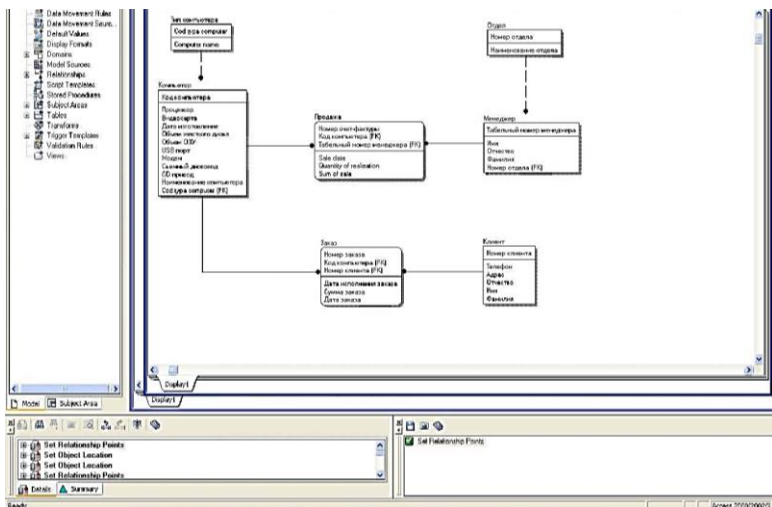 Data Movement Rules
Data Movement Sourc...
Default Values
Display Formats
Domains
Model Sources
Relationships
Script Templates
Stored Procedures
Subject Areas
Tables
Transforms
Trigger Templates
Validation Rules
Views
Model
Subject Area
Тип компьютера
Cod type computer
Computer name
Компьютер
Код компьютера
Процессор
Видеокарта
Дата изготовления
Объем жесткого диска
Объем ОЗУ
USB порт
Модем
Съемный дисковод
CD привод
Наименование компьютера
Cod type computer (FK)
Продажа
Номер счет-фактуры
Код компьютера (FK)
Табельный номер менеджера (FK)
Sale date
Quantity of realization
Sum of sale
Отдел
Номер отдела
Наименование отдела
Менеджер
Табельный номер менеджера
Имя
Отчество
Фамилия
Номер отдела (FK)
Заказ
Номер заказа
Код компьютера (FK)
Номер клиента (FK)
Дата исполнения заказа
Сумма заказа
Дата заказа
Клиент
Номер клиента
Телефон
Адрес
Отчество
Имя
Фамилия
Display1
Display1
Set Relationship Points
Set Object Location
Set Object Location
Set Relationship Points
Details
Summary
Set Relationship Points
Ready